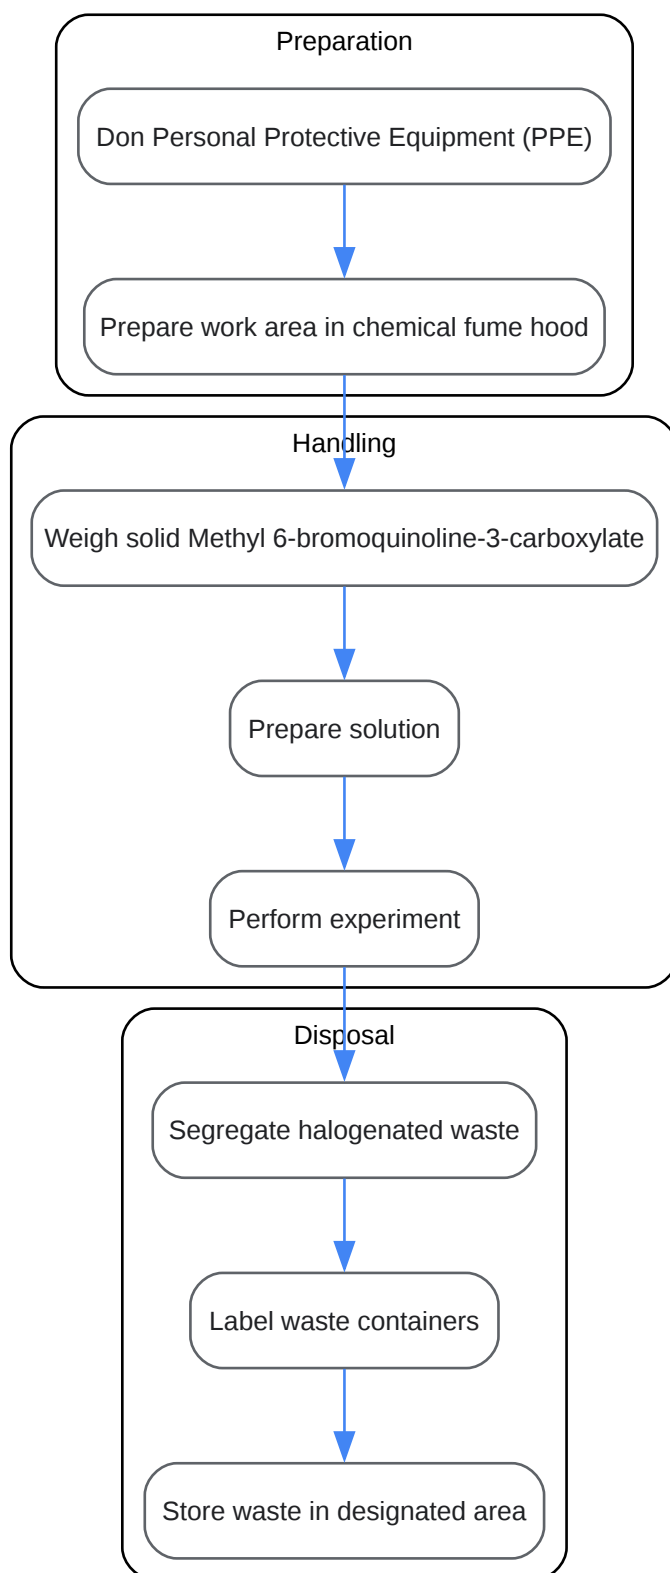 Preparation
Don Personal Protective Equipment (PPE)
Prepare work area in chemical fume hood
Handling
Weigh solid Methyl 6-bromoquinoline-3-carboxylate
Prepare solution
Perform experiment
Disposal
Segregate halogenated waste
Label waste containers
Store waste in designated area